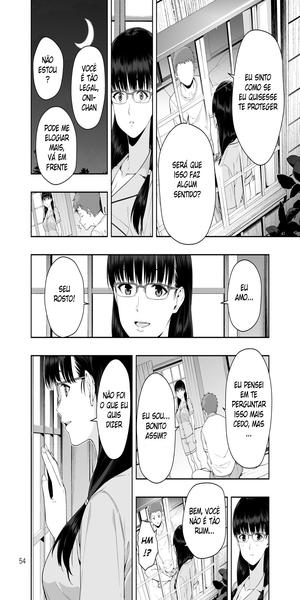 EU SINTO
COMO SE
EU QUISESSE
TE PROTEGER
SERÁ QUE
ISSO FAZ
ALGUM
SENTIDO?
VOCÊ
É TÃO
LEGAL,
ONI-
CHAN
NÃO
ESTOU
?
PODE ME
ELOGIAR
MAIS,
VÁ EM
FRENTE
EU
AMO...
SEU
ROSTO!
EU PENSEI
EM TE
PERGUNTAR
ISSO MAIS
CEDO, MAS
...
EU SOU...
BONITO
ASSIM?
NÃO FOI
O QUE EU
QUIS
DIZER
BEM, VOCÊ
NÃO É TÃO
RUIM...
HM
!?
54